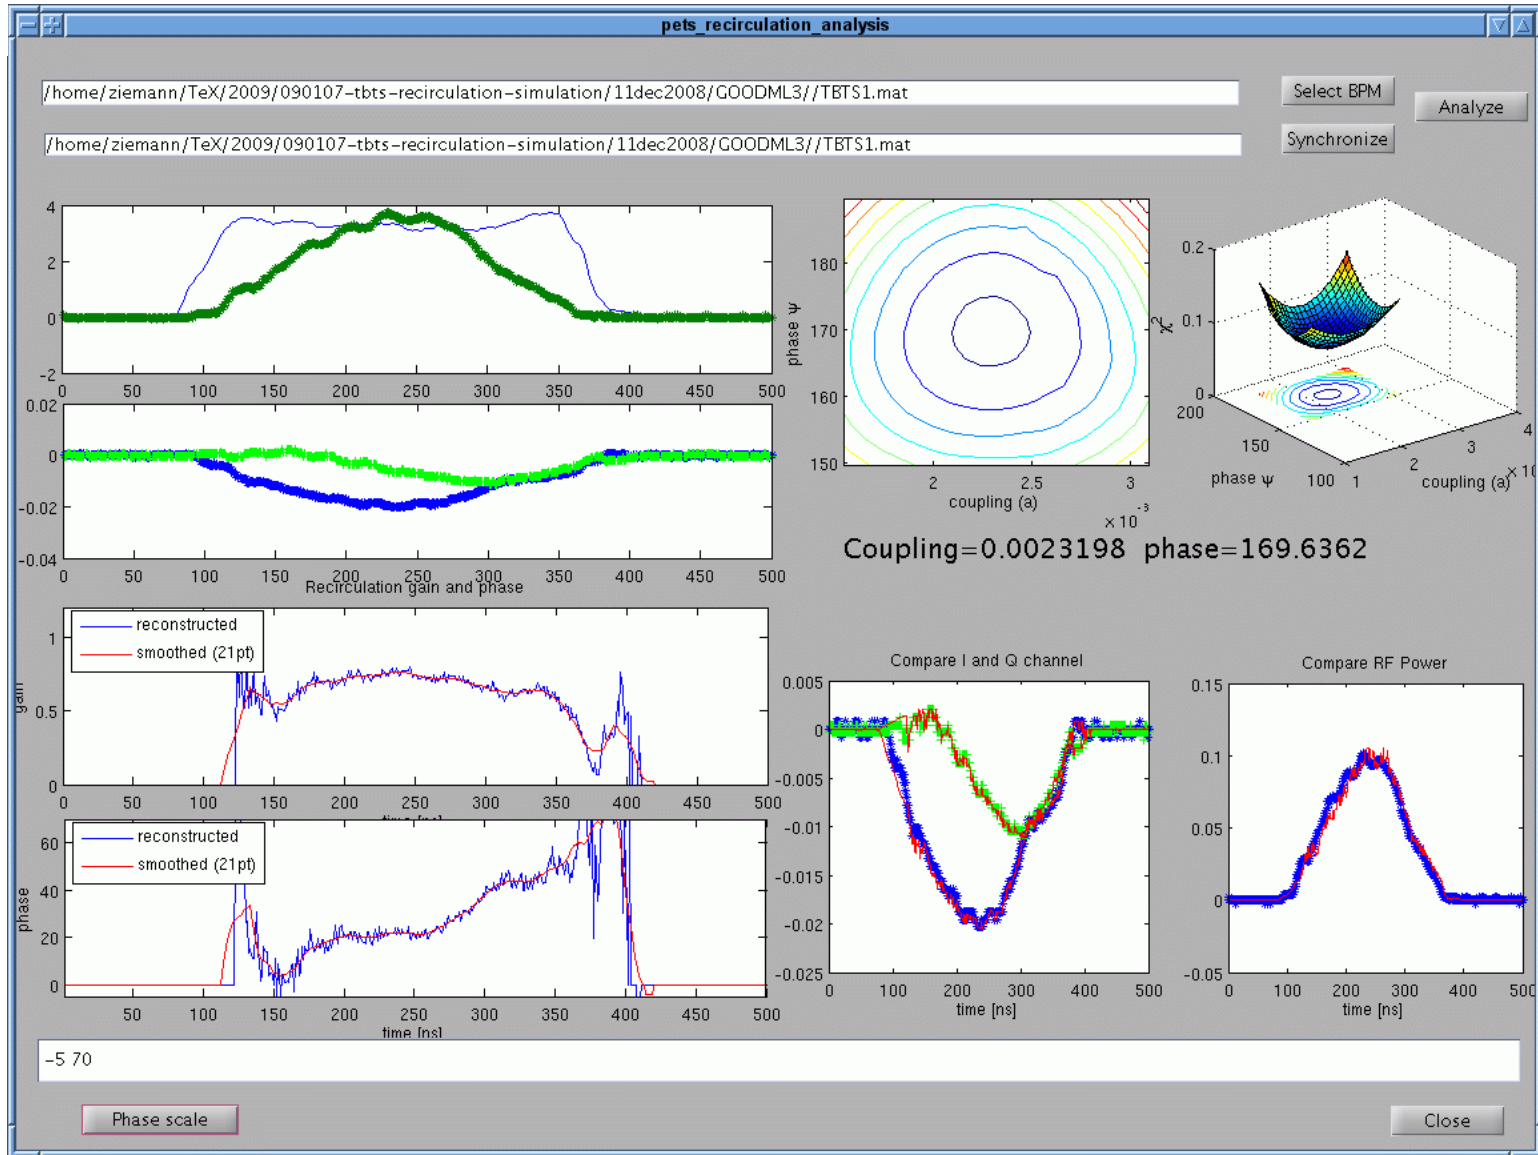 pets_recirculation_analysis
/home/ziemann/TeX/2009/090107-tbts-recirculation-simulation/11dec2008/GOODML3//TBTS1.mat
Select BPM
Analyze
/home/ziemann/TeX/2009/090107-tbts-recirculation-simulation/11dec2008/GOODML3//TBTS1.mat
Synchronize
4
2
0
-2
0 50 100 150 200 250 300 350 400 450 500
0.02
0
-0.02
-0.04
0 50 100 150 200 250 300 350 400 450 500
180
170
160
150
phase ψ
2 2.5 3
coupling (a)
× 10⁻³
0.2
0.1
0
χ²
200
150
100
phase ψ
1 2 3 4
coupling (a)
× 10
Coupling=0.0023198 phase=169.6362
Recirculation gain and phase
reconstructed
smoothed (21pt)
1
0.5
0
gain
0 50 100 150 200 250 300 350 400 450 500
time [ns]
reconstructed
smoothed (21pt)
60
40
20
0
phase
0 50 100 150 200 250 300 350 400 450 500
time [ns]
Compare I and Q channel
0.005
0
-0.005
-0.01
-0.015
-0.02
-0.025
0 100 200 300 400 500
time [ns]
Compare RF Power
0.15
0.1
0.05
0
-0.05
0 100 200 300 400 500
time [ns]
-5 70
Phase scale
Close